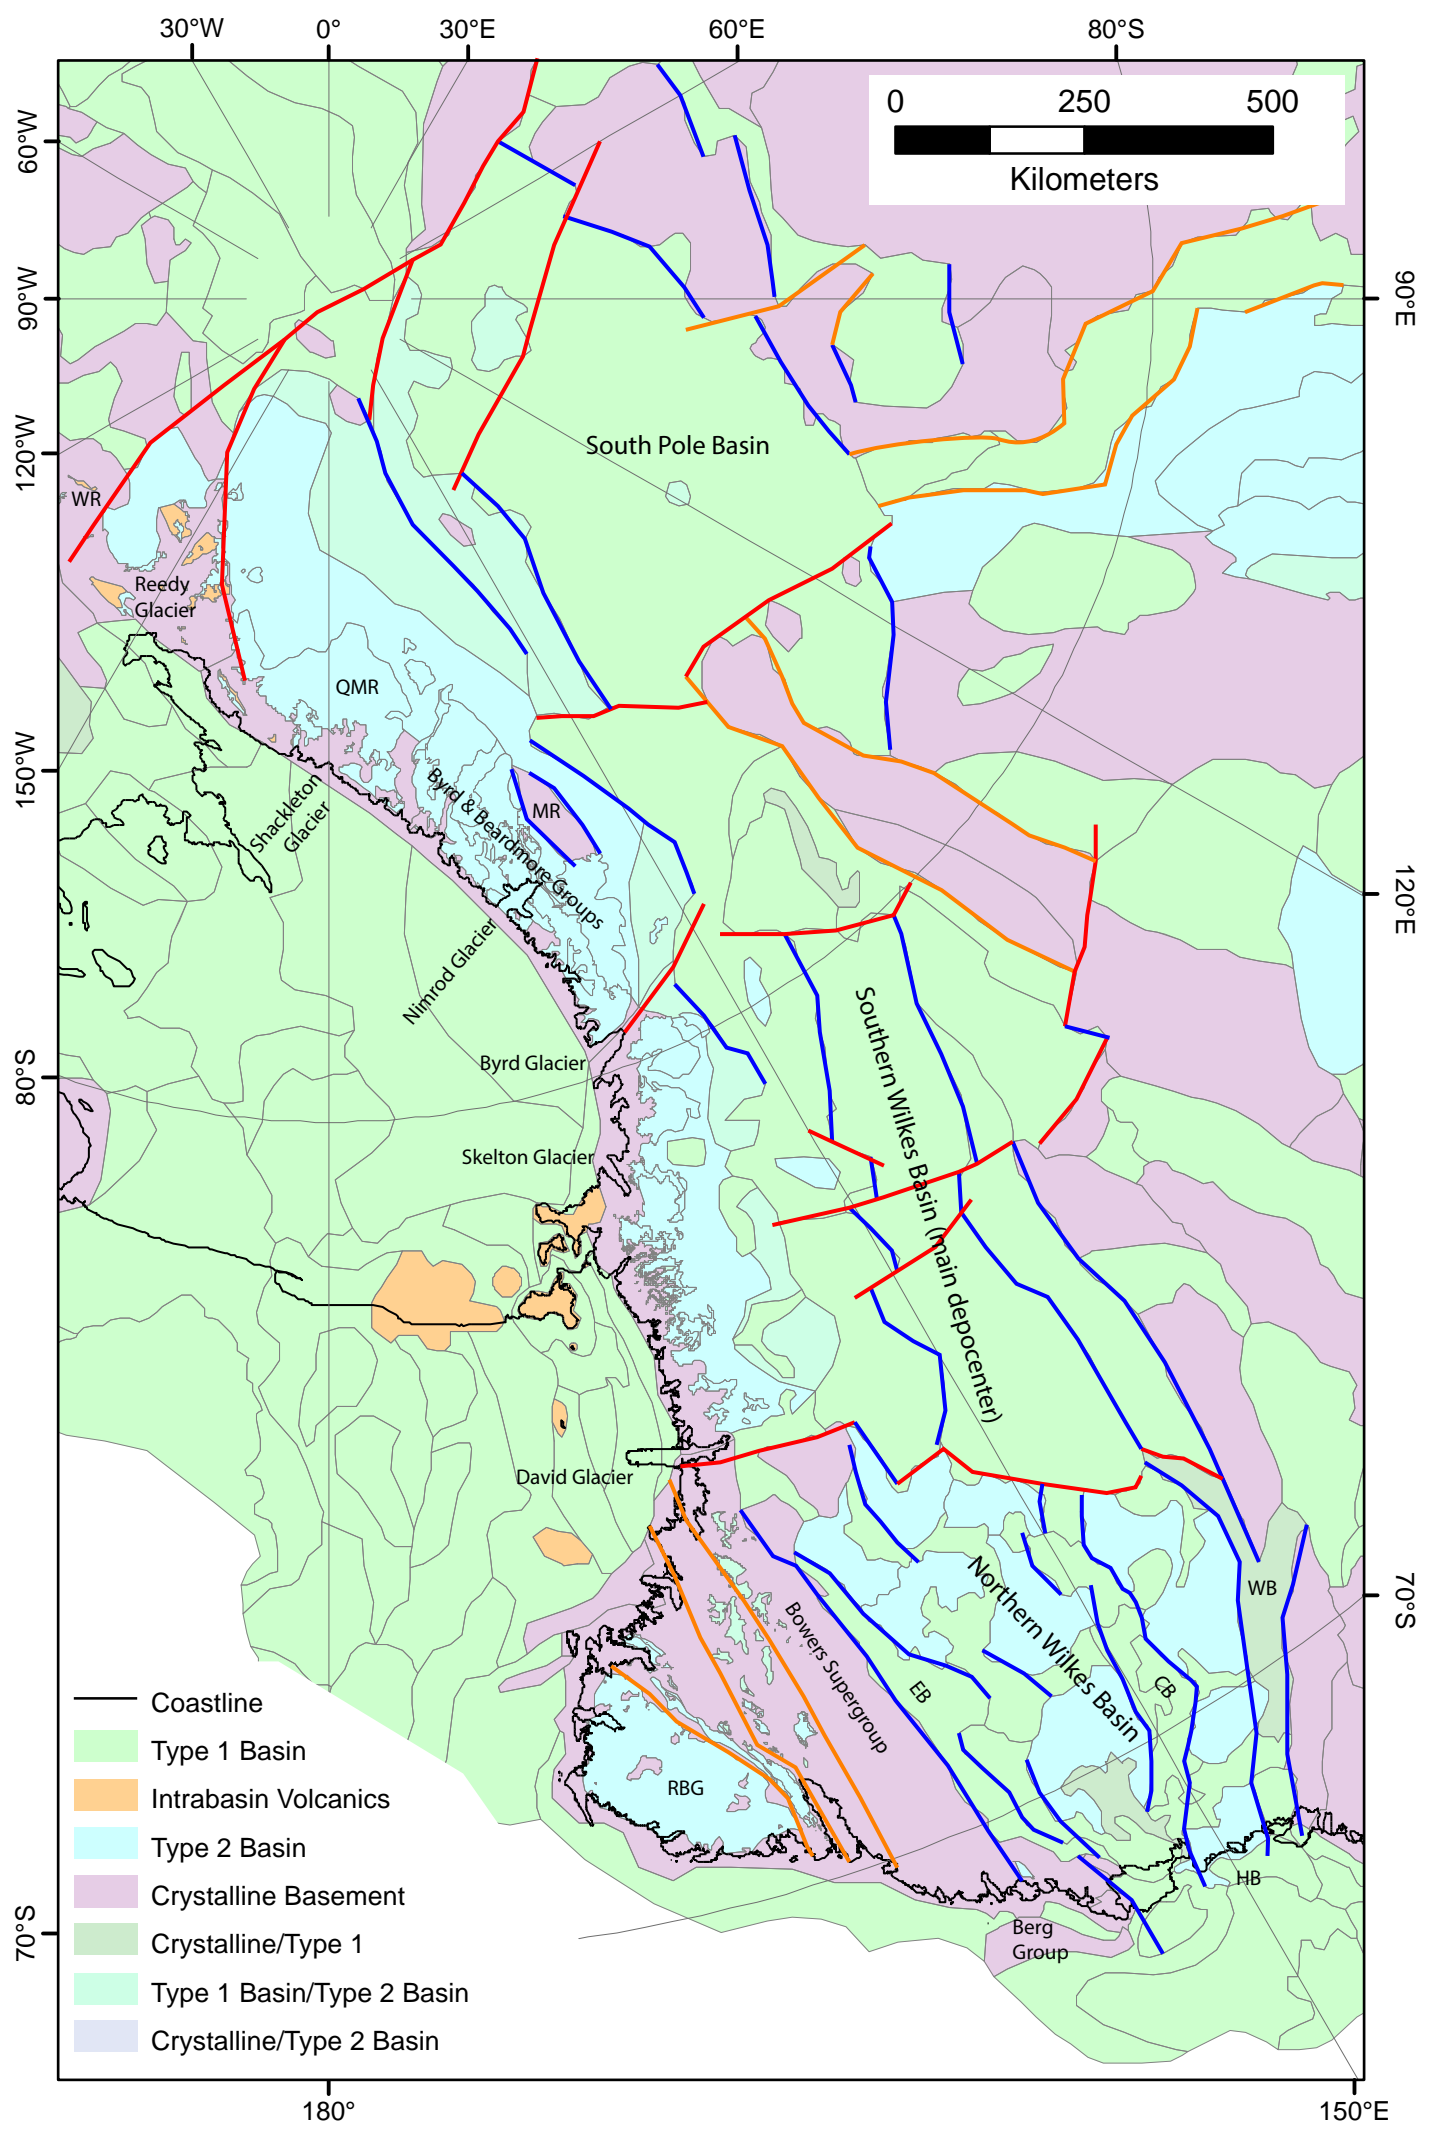 30°W 0° 30°E 60°E 80°S
60°W
90°W
120°W
150°W
80°S
70°S
90°E
120°E
70°S
0 250 500
Kilometers
South Pole Basin
WR
Reedy
Glacier
QMR
Shackleton
Glacier
Byrd & Beardmore Groups
MR
Nimrod Glacier
Byrd Glacier
Skelton Glacier
Southern Wilkes Basin (main depocenter)
David Glacier
Northern Wilkes Basin
WB
Bowers Supergroup
EB
CB
RBG
HB
Berg
Group
Coastline
Type 1 Basin
Intrabasin Volcanics
Type 2 Basin
Crystalline Basement
Crystalline/Type 1
Type 1 Basin/Type 2 Basin
Crystalline/Type 2 Basin
180° 150°E